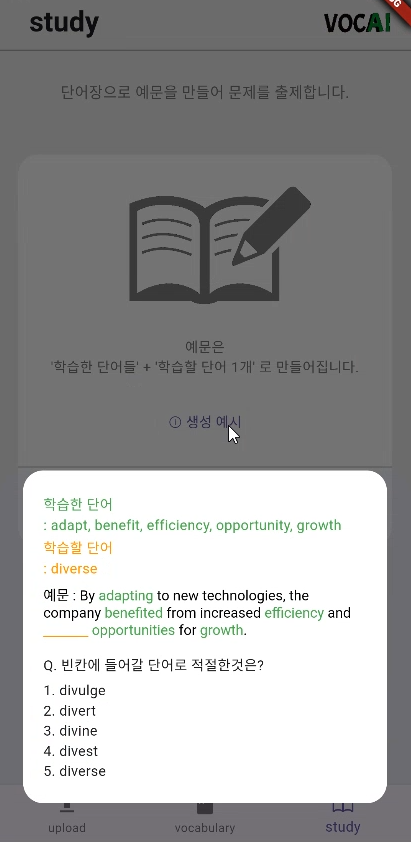 study
VOCAI
단어장으로 예문을 만들어 문제를 출제합니다.
예문은
'학습한 단어들' + '학습할 단어 1개' 로 만들어집니다.
생성 예시
학습한 단어
: adapt, benefit, efficiency, opportunity, growth
학습할 단어
: diverse
예문 : By adapting to new technologies, the
company benefited from increased efficiency and
______ opportunities for growth.
Q. 빈칸에 들어갈 단어로 적절한것은?
1. divulge
2. divert
3. divine
4. divest
5. diverse
upload
vocabulary
study